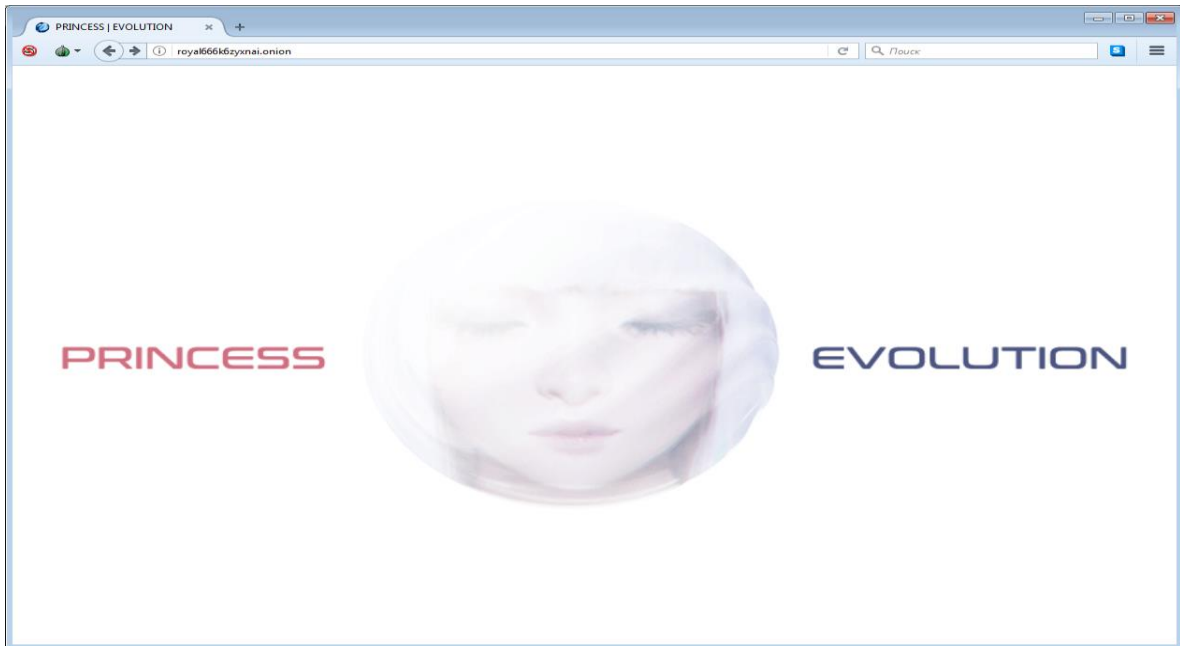 PRINCESS | EVOLUTION
royal666k6zyxnai.onion
Поиск
PRINCESS
EVOLUTION